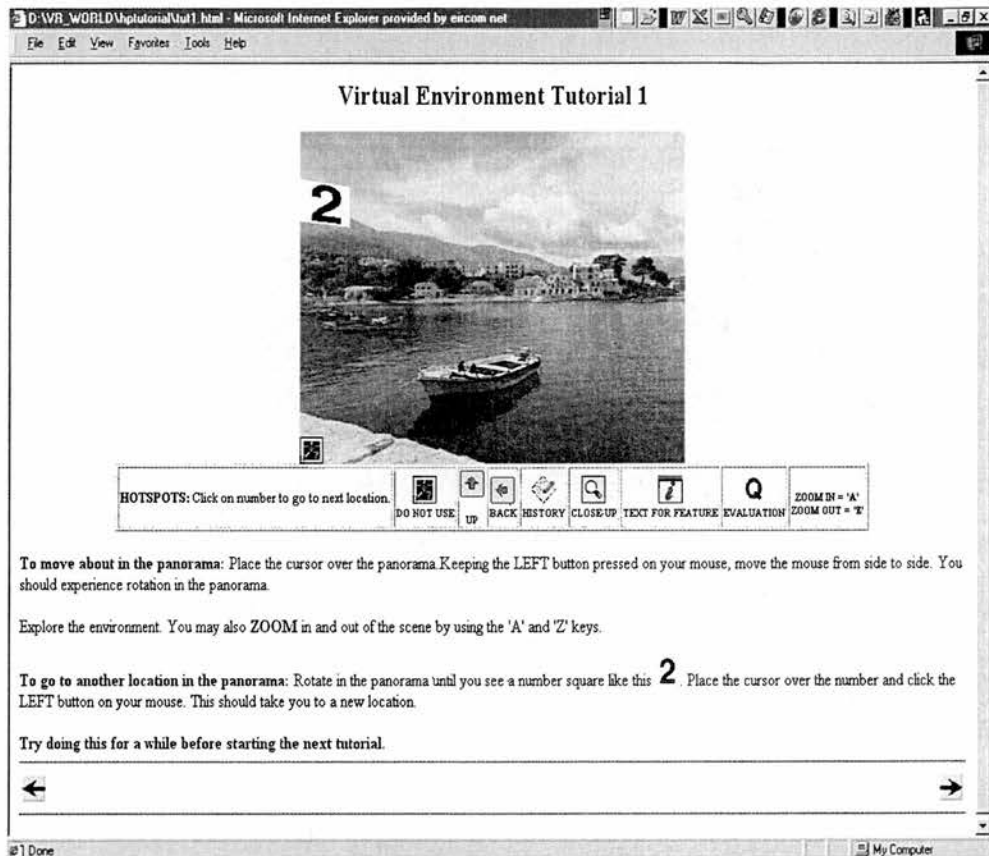 D:\VR_WORLD\hptutorial\tut1.html - Microsoft Internet Explorer provided by eircom net
File Edit View Favorites Tools Help
Virtual Environment Tutorial 1
2
HOTSPOTS: Click on number to go to next location.
DO NOT USE
UP
BACK
HISTORY
CLOSE-UP
i
TEXT FOR FEATURE
Q
EVALUATION
ZOOM IN = 'A'
ZOOM OUT = 'Z'
To move about in the panorama: Place the cursor over the panorama.Keeping the LEFT button pressed on your mouse, move the mouse from side to side. You
should experience rotation in the panorama.
Explore the environment. You may also ZOOM in and out of the scene by using the 'A' and 'Z' keys.
To go to another location in the panorama: Rotate in the panorama until you see a number square like this 2. Place the cursor over the number and click the
LEFT button on your mouse. This should take you to a new location.
Try doing this for a while before starting the next tutorial.
Done
My Computer